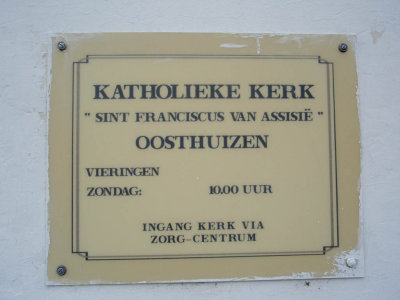 KATHOLIEKE KERK
" SINT FRANCISCUS VAN ASSISIË "
OOSTHUIZEN
VIERINGEN
ZONDAG: 10.00 UUR
INGANG KERK VIA
ZORG-CENTRUM